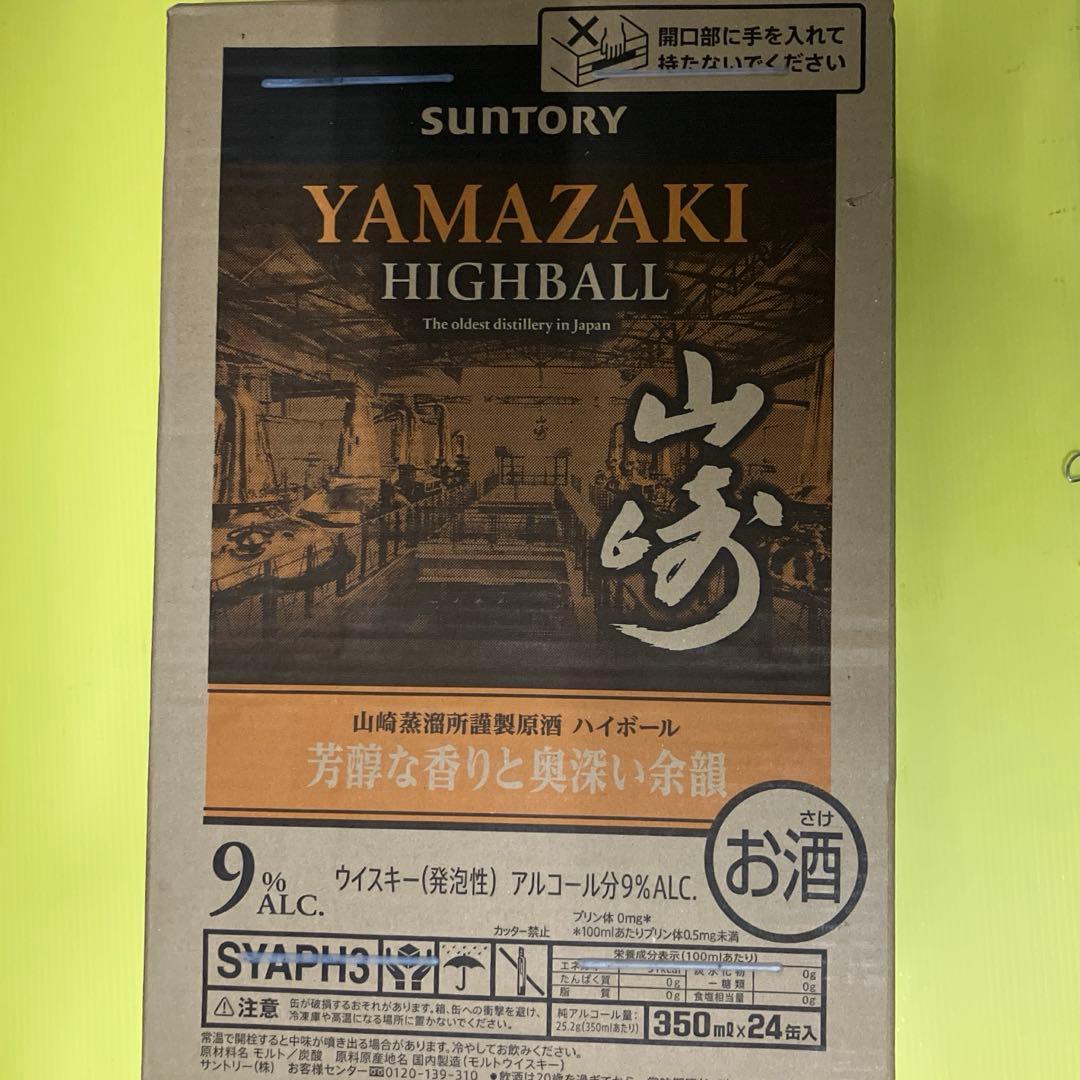 開口部に手を入れて
持たないでください
SUNTORY
YAMAZAKI
HIGHBALL
The oldest distillery in Japan
山崎
山崎
山崎蒸溜所謹製原酒 ハイボール
芳醇な香りと奥深い余韻
さけ
お酒
9%
ALC.
ウイスキー(発泡性) アルコール分9%ALC.
プリン体 0mg*
*100mlあたりプリン体0.5mg未満
カッター禁止
SYAPH3
栄養成分表示(100mlあたり)
炭水化物 0g
たんぱく質 0g ー糖類 0g
脂質 0g 食塩相当量 0g
注意 缶が破損するおそれがあります。箱、缶への衝撃を避け、
冷凍庫や高温になる場所に置かないでください。
純アルコール量:
25.2g(350mlあたり)
350ml×24缶入
常温で開栓すると中味が噴き出る場合があります。冷やしてお飲みください。
原材料名 モルト/炭酸 原料原産地名 国内製造(モルトウイスキー)
サントリー(株) お客様センター 0120-139-310 ●飲酒は20歳を過ぎてから。